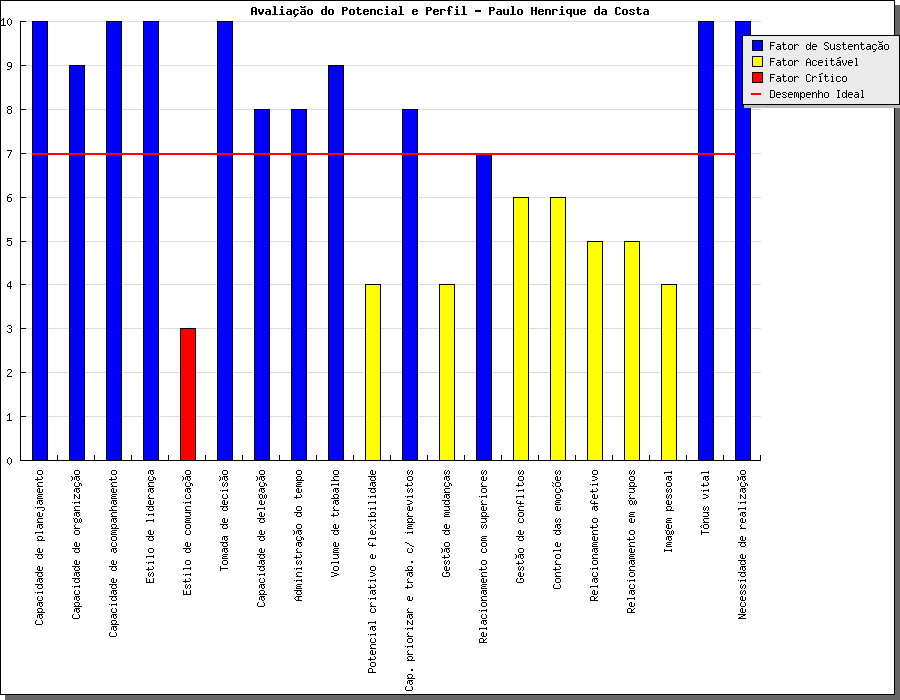 Avaliação do Potencial e Perfil - Paulo Henrique da Costa
Fator de Sustentação
Fator Aceitável
Fator Crítico
Desempenho Ideal
10
9
8
7
6
5
4
3
2
1
0
Capacidade de planejamento
Capacidade de organização
Capacidade de acompanhamento
Estilo de liderança
Estilo de comunicação
Tomada de decisão
Capacidade de delegação
Administração do tempo
Volume de trabalho
Potencial criativo e flexibilidade
Cap. priorizar e trab. c/ imprevistos
Gestão de mudanças
Relacionamento com superiores
Gestão de conflitos
Controle das emoções
Relacionamento afetivo
Relacionamento em grupos
Imagem pessoal
Tônus vital
Necessidade de realização